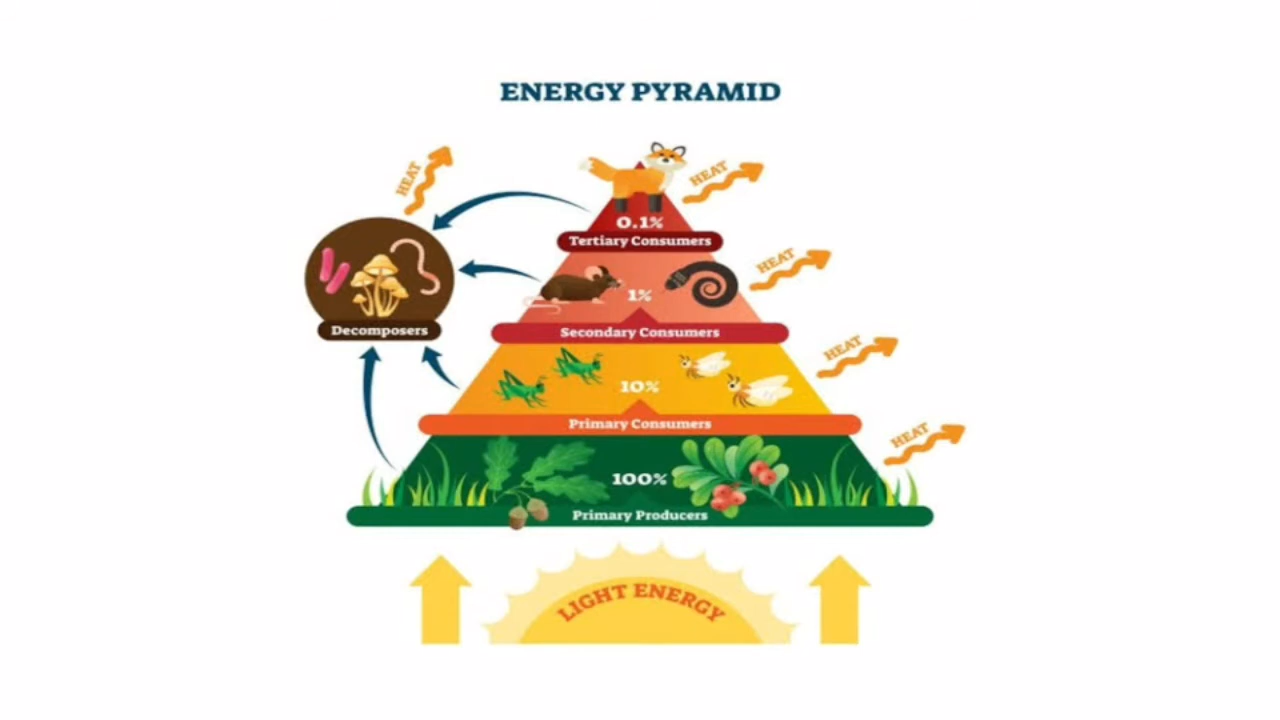 ENERGY PYRAMID
HEAT
HEAT
0.1%
Tertiary Consumers
HEAT
1%
Decomposers
Secondary Consumers
HEAT
10%
Primary Consumers
HEAT
100%
Primary Producers
LIGHT ENERGY